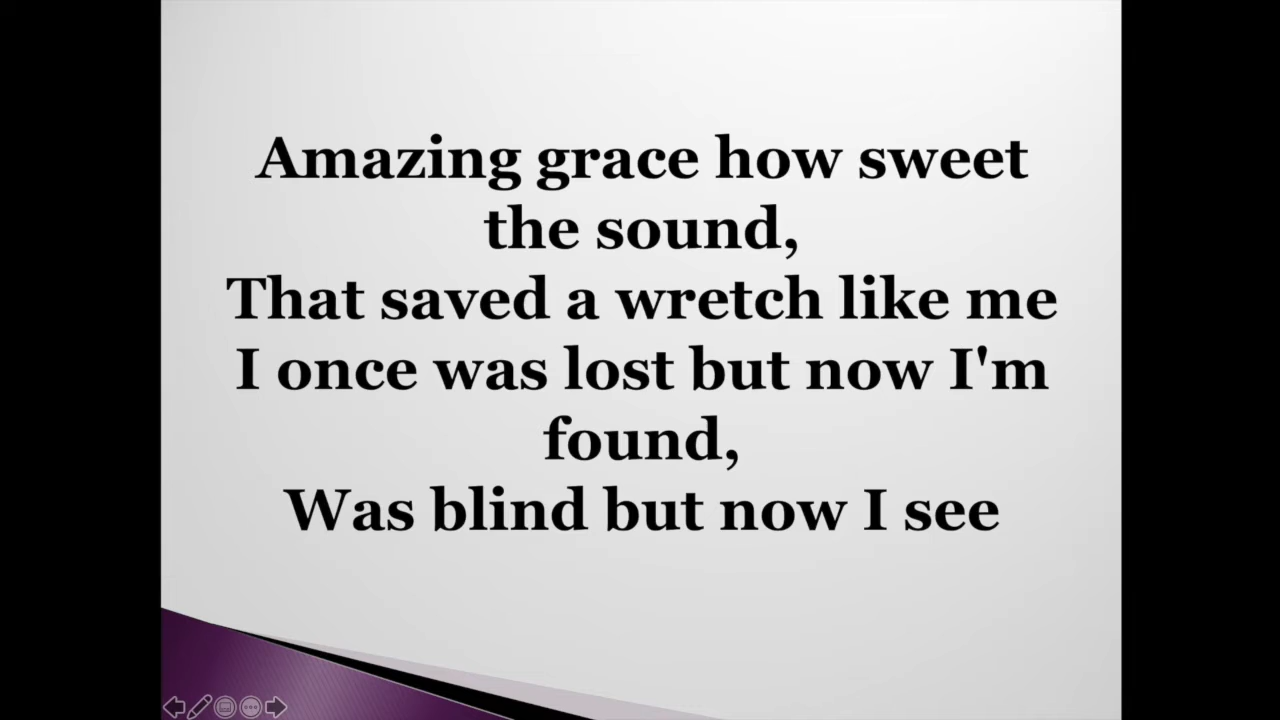 Amazing grace how sweet
the sound,
That saved a wretch like me
I once was lost but now I'm
found,
Was blind but now I see